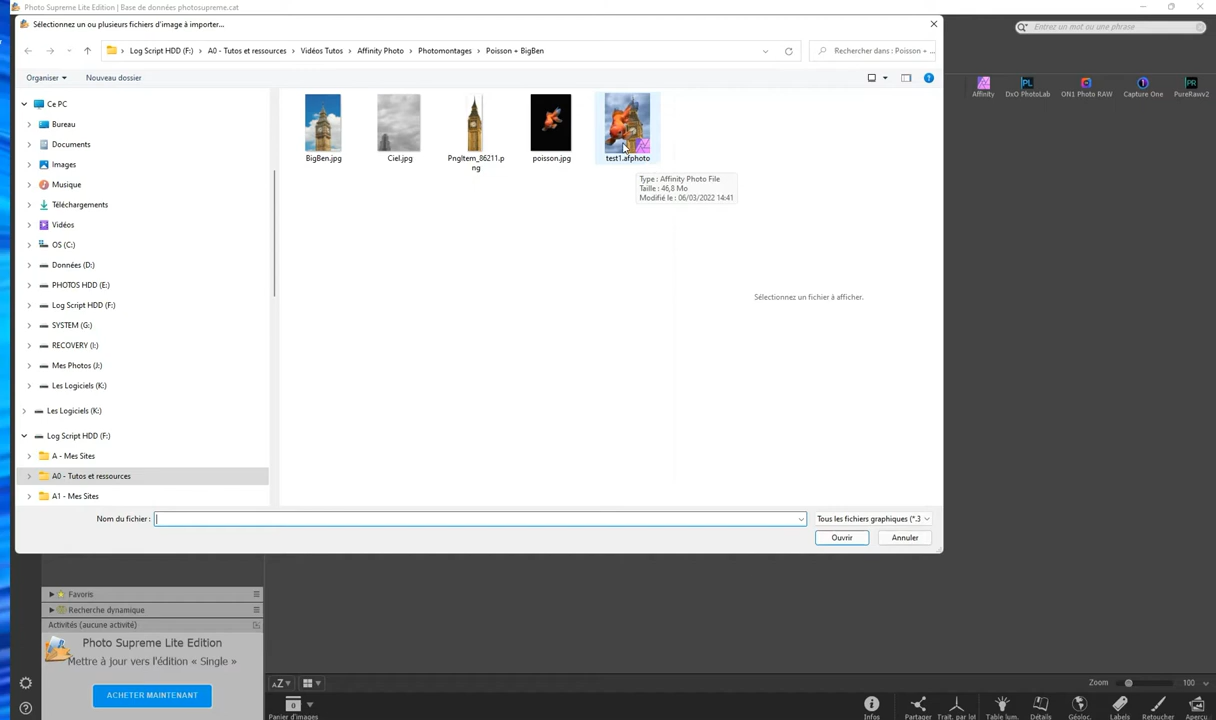 Photo Supreme Lite Edition | Base de données photosupreme.cat
Sélectionnez un ou plusieurs fichiers d'image à importer...
Entrez un mot ou une phrase
Log Script HDD (F:) > A0 - Tutos et ressources > Vidéos Tutos > Affinity Photo > Photomontages > Poisson + BigBen
Rechercher dans : Poisson + ...
Organiser
Nouveau dossier
Affinity
DxO PhotoLab
ON1 Photo RAW
Capture One
PureRawv2
Ce PC
Bureau
Documents
Images
Musique
Téléchargements
Vidéos
OS (C:)
Données (D:)
PHOTOS HDD (E:)
Log Script HDD (F:)
SYSTEM (G:)
RECOVERY (I:)
Mes Photos (J:)
Les Logiciels (K:)
Les Logiciels (K:)
Log Script HDD (F:)
A - Mes Sites
A0 - Tutos et ressources
A1 - Mes Sites
BigBen.jpg
Ciel.jpg
PngItem_86211.p
ng
poisson.jpg
test1.afphoto
Type : Affinity Photo File
Taille : 46,8 Mo
Modifié le : 06/03/2022 14:41
Sélectionnez un fichier à afficher.
Nom du fichier :
Tous les fichiers graphiques (*.3
Ouvrir
Annuler
Favoris
Recherche dynamique
Activités (aucune activité)
Photo Supreme Lite Edition
Mettre à jour vers l'édition « Single »
ACHETER MAINTENANT
AZ
Zoom
100
Panier d'images
Infos
Partager
Trait. par lot
Table lum.
Détails
Géoloc.
Labels
Retoucher
Aperçu